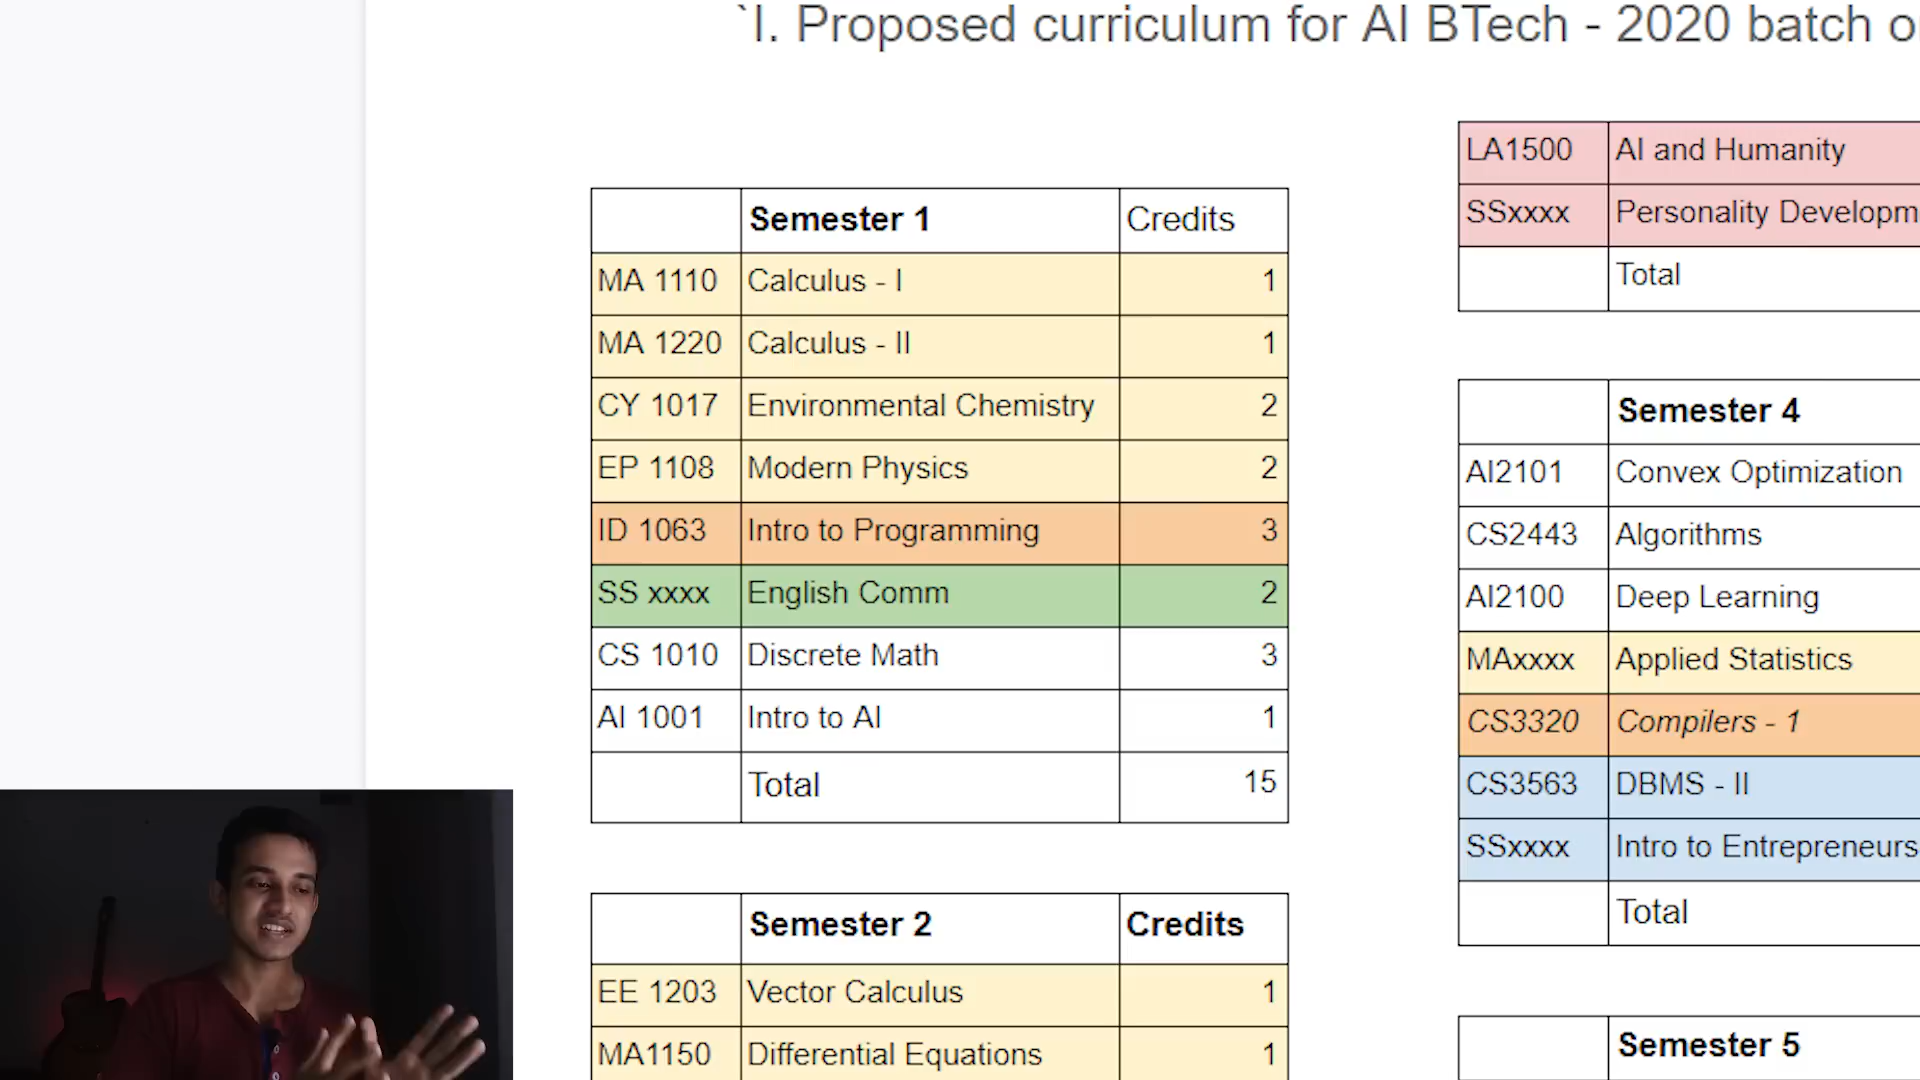 `I. Proposed curriculum for AI BTech - 2020 batch
Semester 1 Credits
MA 1110 Calculus - I 1
MA 1220 Calculus - II 1
CY 1017 Environmental Chemistry 2
EP 1108 Modern Physics 2
ID 1063 Intro to Programming 3
SS xxxx English Comm 2
CS 1010 Discrete Math 3
AI 1001 Intro to AI 1
Total 15
Semester 2 Credits
EE 1203 Vector Calculus 1
MA1150 Differential Equations 1
LA1500 AI and Humanity
SSxxxx Personality Developm
Total
Semester 4
AI2101 Convex Optimization
CS2443 Algorithms
AI2100 Deep Learning
MAxxxx Applied Statistics
CS3320 Compilers - 1
CS3563 DBMS - II
SSxxxx Intro to Entrepreneurs
Total
Semester 5